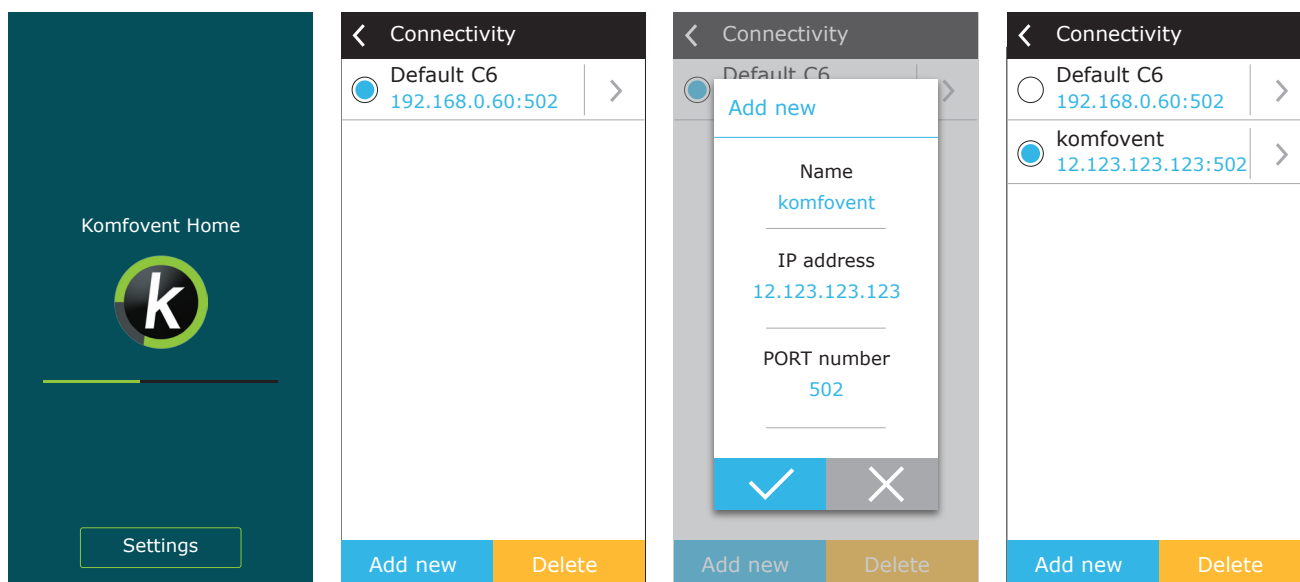 Komfovent Home
k
Settings
Connectivity
Default C6
192.168.0.60:502
Add new
Delete
Connectivity
Default C6
Add new
Name
komfovent
IP address
12.123.123.123
PORT number
502
Add new
Delete
Connectivity
Default C6
192.168.0.60:502
komfovent
12.123.123.123:502
Add new
Delete